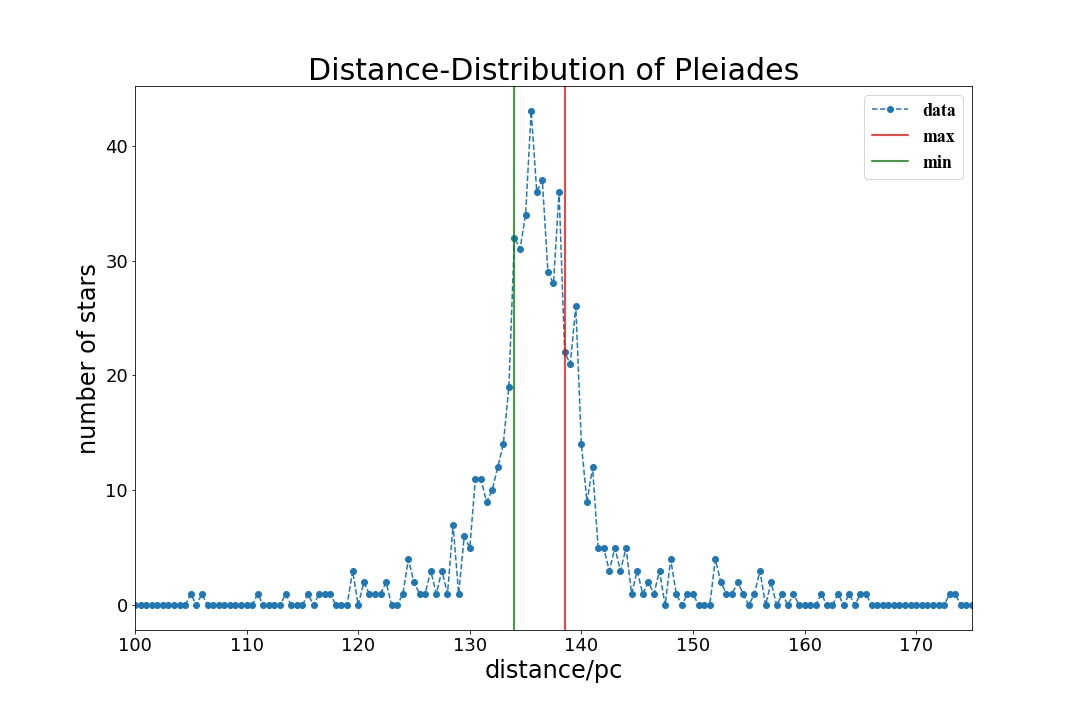 Distance-Distribution of Pleiades
data
max
min
number of stars
40
30
20
10
0
100 110 120 130 140 150 160 170
distance/pc